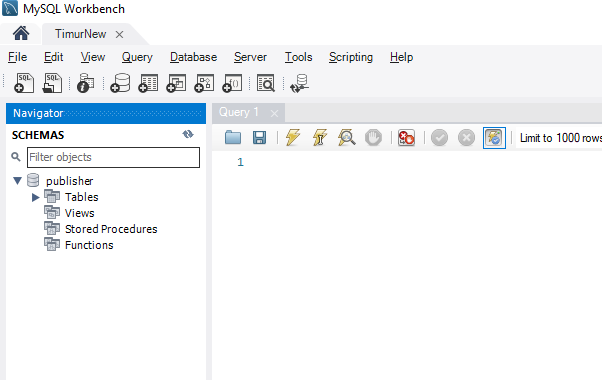 MySQL Workbench
TimurNew
File Edit View Query Database Server Tools Scripting Help
Navigator
SCHEMAS
Filter objects
publisher
Tables
Views
Stored Procedures
Functions
Query 1
Limit to 1000 rows
1